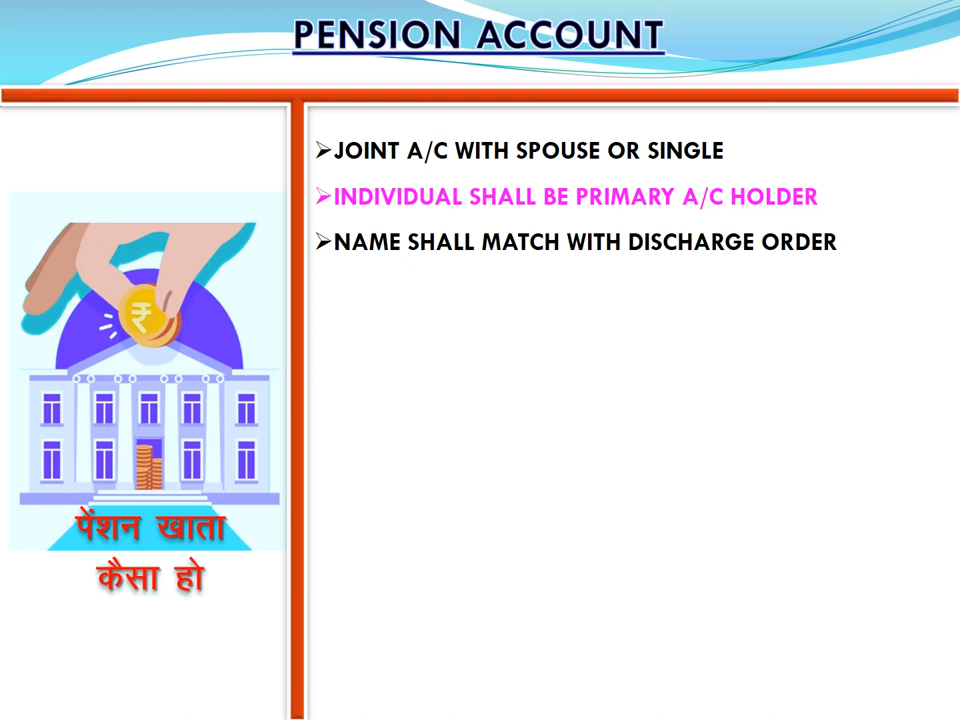 PENSION ACCOUNT
➢JOINT A/C WITH SPOUSE OR SINGLE
➢INDIVIDUAL SHALL BE PRIMARY A/C HOLDER
➢NAME SHALL MATCH WITH DISCHARGE ORDER
₹
पेंशन खाता
कैसा हो